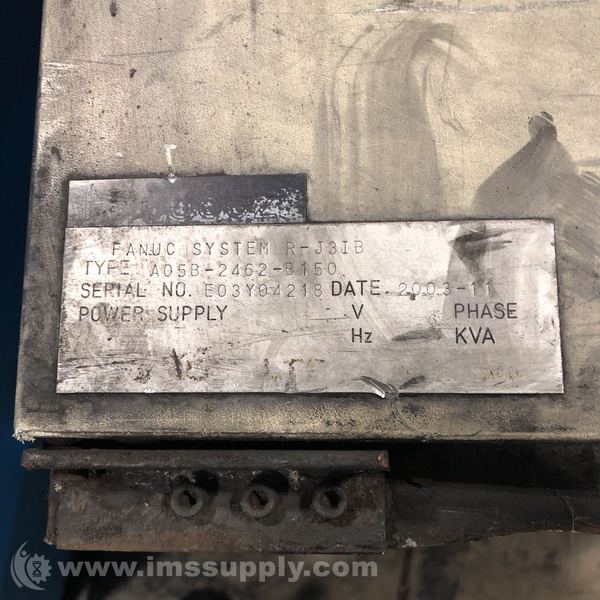 FANUC SYSTEM R-J3IB
TYPE A05B-2462-B150
SERIAL NO. E03Y04218 DATE. 2003-11
POWER SUPPLY V PHASE
Hz KVA
www.imssupply.com